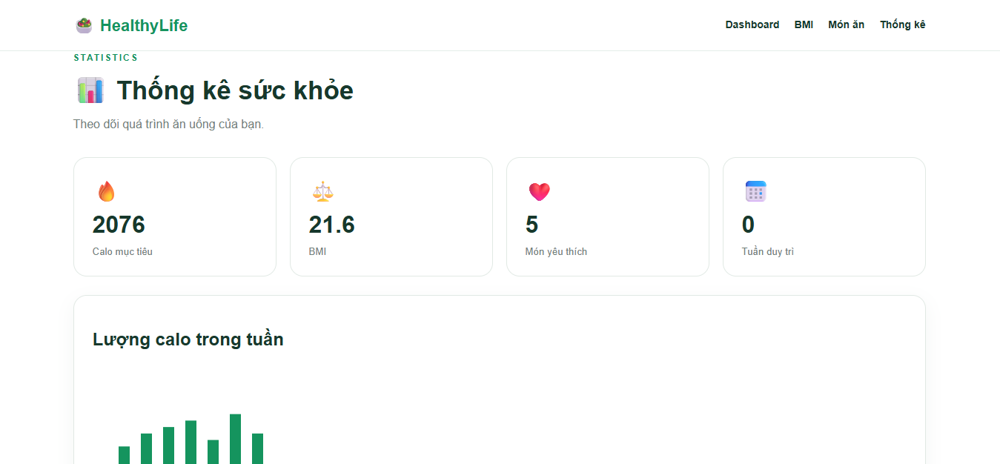 HealthyLife
Dashboard BMI Món ăn Thống kê
STATISTICS
Thống kê sức khỏe
Theo dõi quá trình ăn uống của bạn.
2076
Calo mục tiêu
21.6
BMI
5
Món yêu thích
0
Tuần duy trì
Lượng calo trong tuần